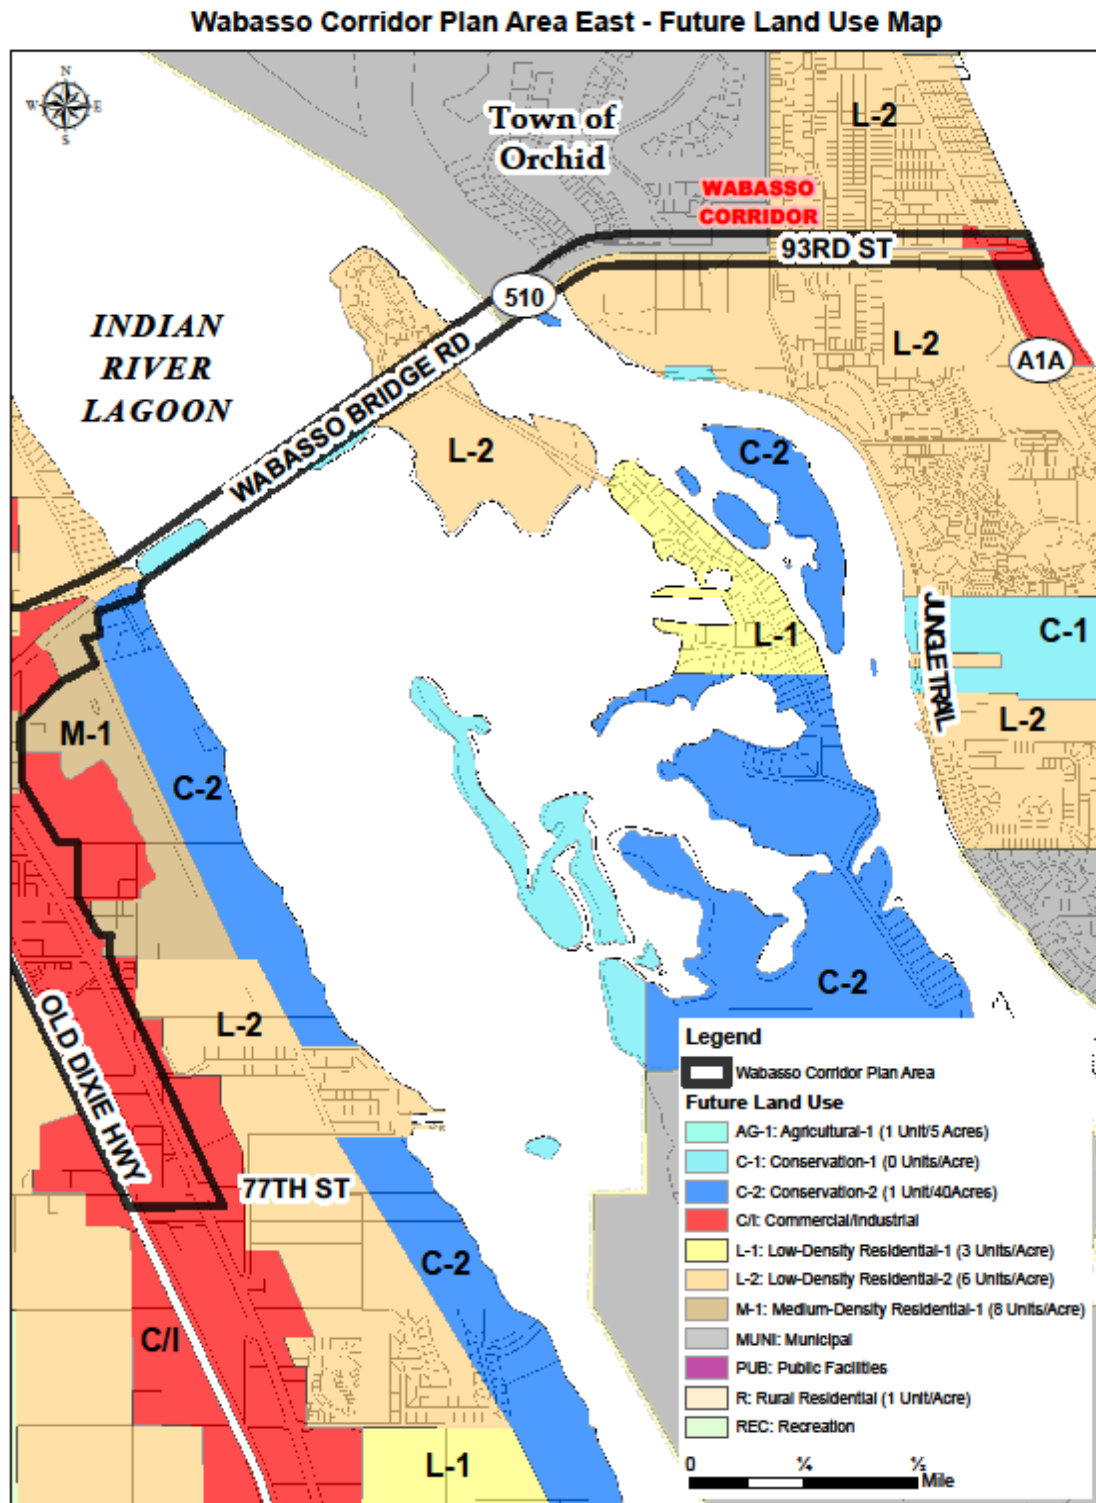 Wabasso Corridor Plan Area East - Future Land Use Map
N
W E
S
Town of
Orchid
L-2
WABASSO
CORRIDOR
93RD ST
510
INDIAN
RIVER
LAGOON
L-2
A1A
WABASSO BRIDGE RD
L-2
C-2
JUNGLE TRAIL
C-1
L-1
M-1
L-2
C-2
C-2
L-2
OLD DIXIE HWY
77TH ST
C-2
C/I
L-1
Legend
Wabasso Corridor Plan Area
Future Land Use
AG-1: Agricultural-1 (1 Unit/5 Acres)
C-1: Conservation-1 (0 Units/Acre)
C-2: Conservation-2 (1 Unit/40Acres)
C/I: Commercial/Industrial
L-1: Low-Density Residential-1 (3 Units/Acre)
L-2: Low-Density Residential-2 (6 Units/Acre)
M-1: Medium-Density Residential-1 (8 Units/Acre)
MUNI: Municipal
PUB: Public Facilities
R: Rural Residential (1 Unit/Acre)
REC: Recreation
0 ¼ ½
Mile